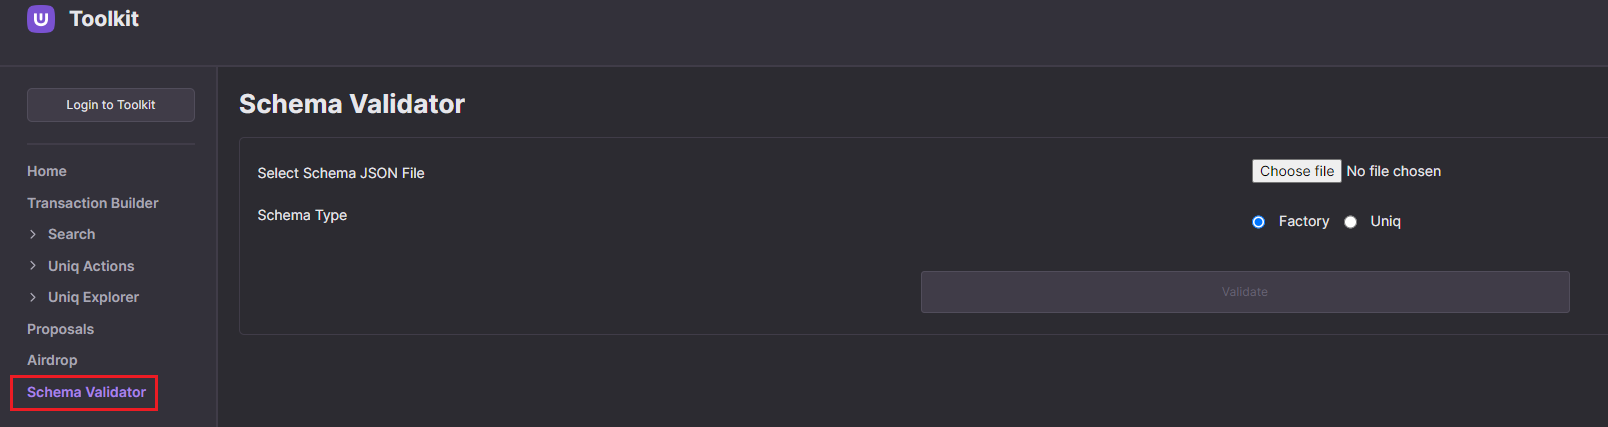 Toolkit
Login to Toolkit
Home
Transaction Builder
Search
Uniq Actions
Uniq Explorer
Proposals
Airdrop
Schema Validator
Schema Validator
Select Schema JSON File
Choose file No file chosen
Schema Type
Factory Uniq
Validate